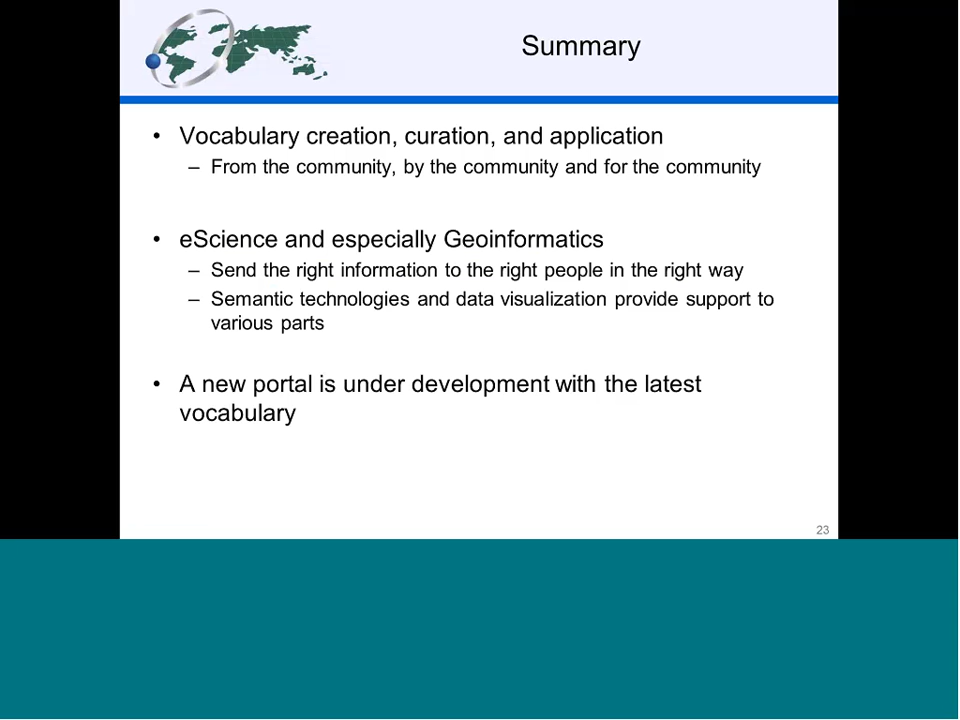 Summary
• Vocabulary creation, curation, and application
– From the community, by the community and for the community
• eScience and especially Geoinformatics
– Send the right information to the right people in the right way
– Semantic technologies and data visualization provide support to
various parts
• A new portal is under development with the latest
vocabulary
23